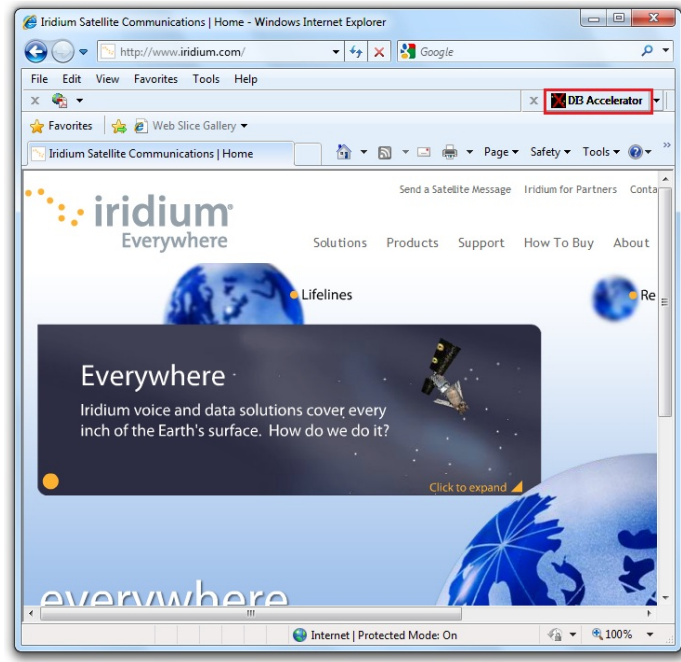 Iridium Satellite Communications | Home - Windows Internet Explorer
http://www.iridium.com/
Google
File Edit View Favorites Tools Help
x X DI3 Accelerator
Favorites Web Slice Gallery
Iridium Satellite Communications | Home Page Safety Tools »
Send a Satellite Message Iridium for Partners Conta
iridium
Everywhere
Solutions Products Support How To Buy About
Lifelines
Re
Everywhere
Iridium voice and data solutions cover every
inch of the Earth's surface. How do we do it?
Click to expand
everywhere
Internet | Protected Mode: On 100%